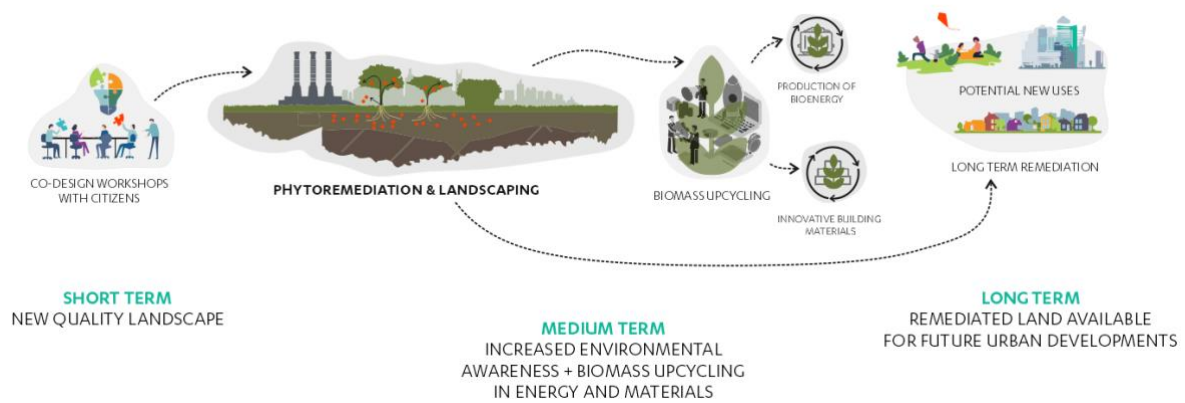 CO-DESIGN WORKSHOPS
WITH CITIZENS
PHYTOREMEDIATION & LANDSCAPING
BIOMASS UPCYCLING
PRODUCTION OF
BIOENERGY
INNOVATIVE BUILDING
MATERIALS
POTENTIAL NEW USES
LONG TERM REMEDIATION
SHORT TERM
NEW QUALITY LANDSCAPE
MEDIUM TERM
INCREASED ENVIRONMENTAL
AWARENESS + BIOMASS UPCYCLING
IN ENERGY AND MATERIALS
LONG TERM
REMEDIATED LAND AVAILABLE
FOR FUTURE URBAN DEVELOPMENTS